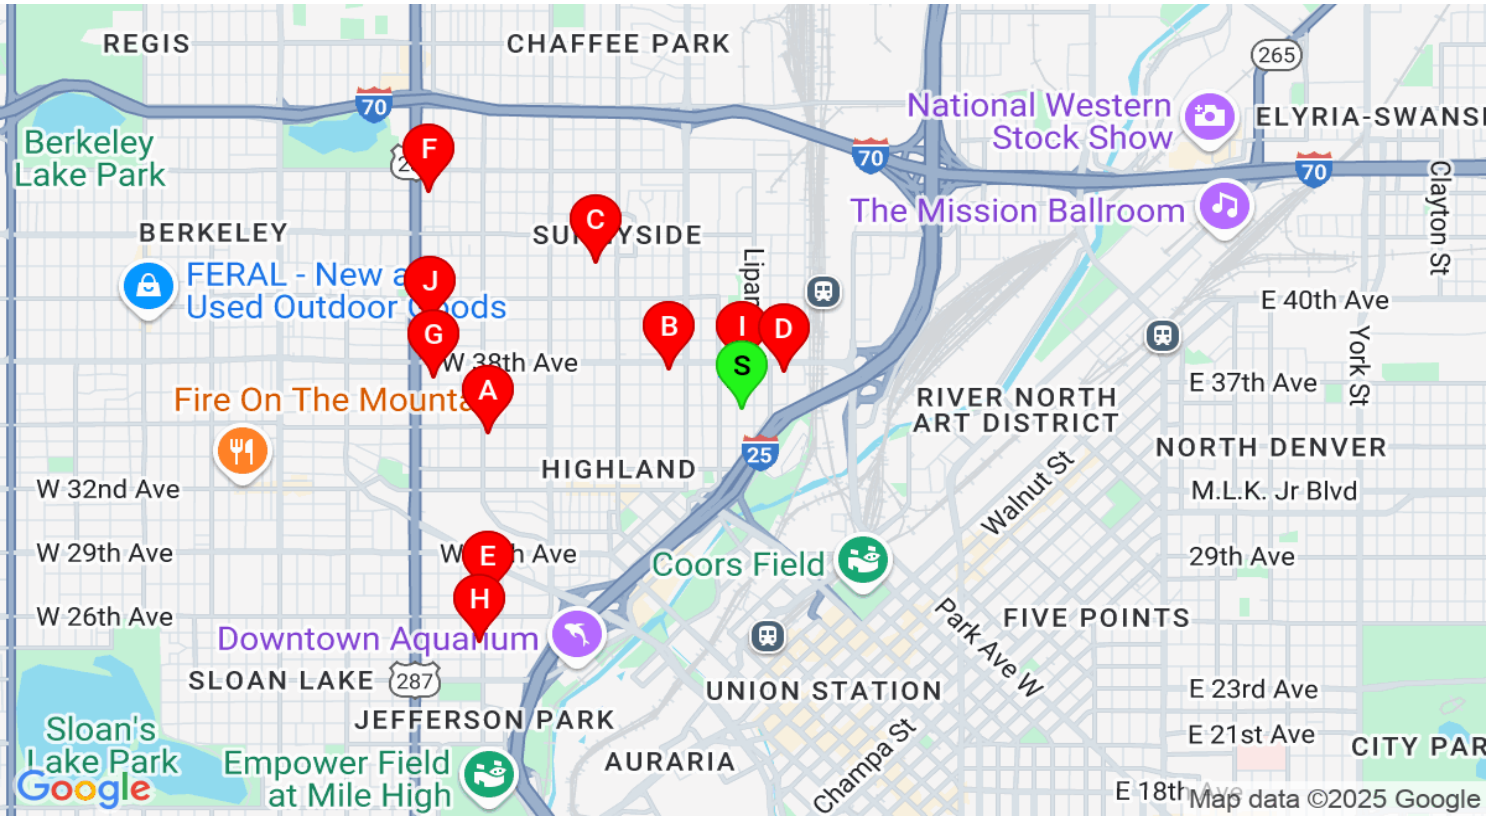 REGIS
CHAFFEE PARK
265
70
National Western
Stock Show
ELYRIA-SWANSI
Berkeley
Lake Park
F
70
70
Clayton St
C
The Mission Ballroom
BERKELEY
SUNNYSIDE
FERAL - New a
Used Outdoor Goods
J
Lipan
E 40th Ave
B
I
D
G
W 38th Ave
S
York St
E 37th Ave
A
Fire On The Mounta
RIVER NORTH
ART DISTRICT
25
HIGHLAND
NORTH DENVER
W 32nd Ave
Walnut St
M.L.K. Jr Blvd
W 29th Ave
E
Coors Field
29th Ave
H
W 26th Ave
Park Ave W
FIVE POINTS
Downtown Aquarium
SLOAN LAKE
287
UNION STATION
E 23rd Ave
JEFFERSON PARK
Sloan's
Lake Park
E 21st Ave
CITY PAR
Empower Field
at Mile High
AURARIA
Champa St
Google
E 18th Ave
Map data ©2025 Google